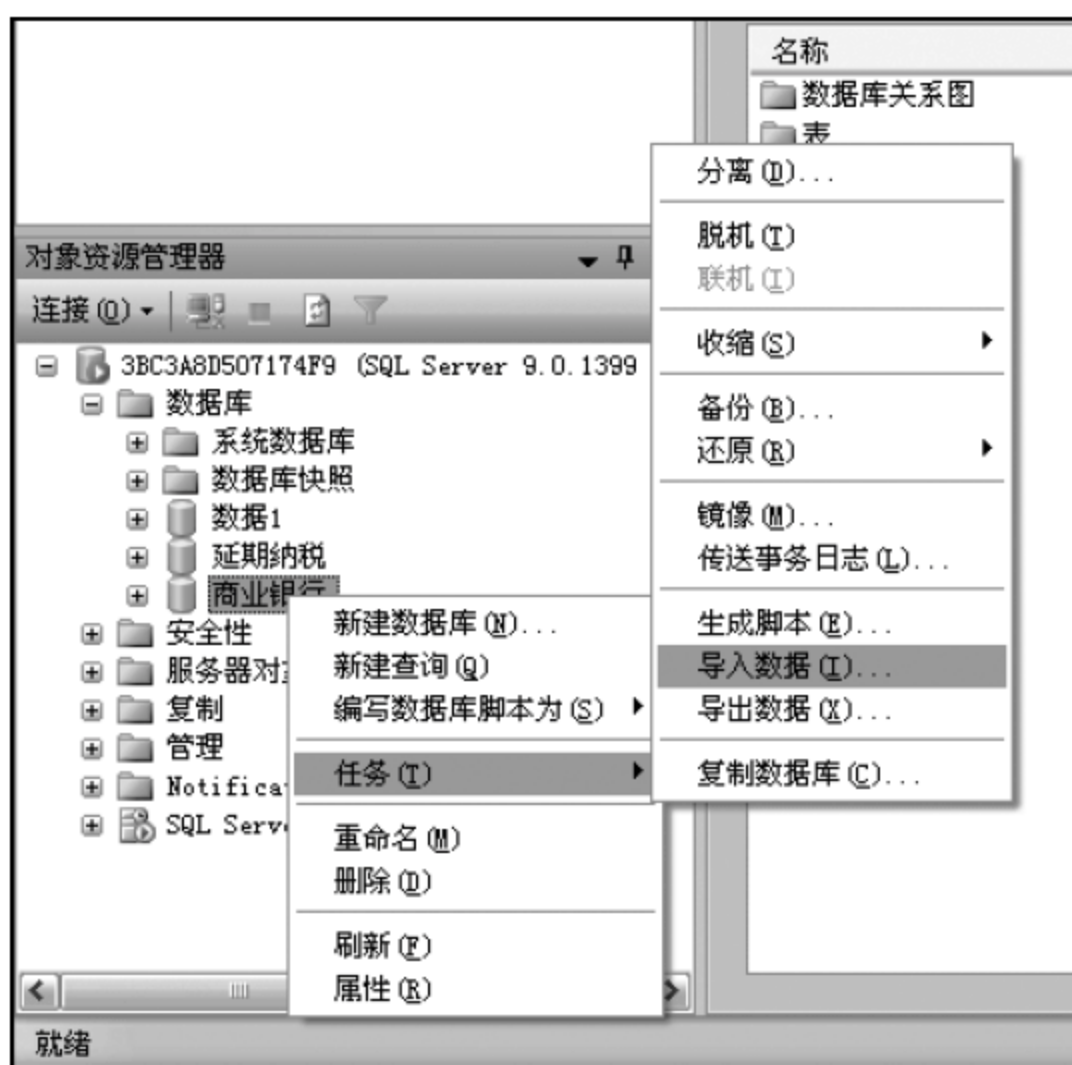 名称
数据库关系图
表
对象资源管理器
连接(O)
3BC3A8D507174F9 (SQL Server 9.0.1399
数据库
系统数据库
数据库快照
数据1
延期纳税
商业银行
安全性
服务器对
复制
管理
Notifica
SQL Serv
新建数据库(N)...
新建查询(Q)
编写数据库脚本为(S)
任务(T)
重命名(M)
删除(D)
刷新(F)
属性(R)
分离(D)...
脱机(T)
联机(I)
收缩(S)
备份(B)...
还原(R)
镜像(M)...
传送事务日志(L)...
生成脚本(E)...
导入数据(I)...
导出数据(X)...
复制数据库(C)...
就绪